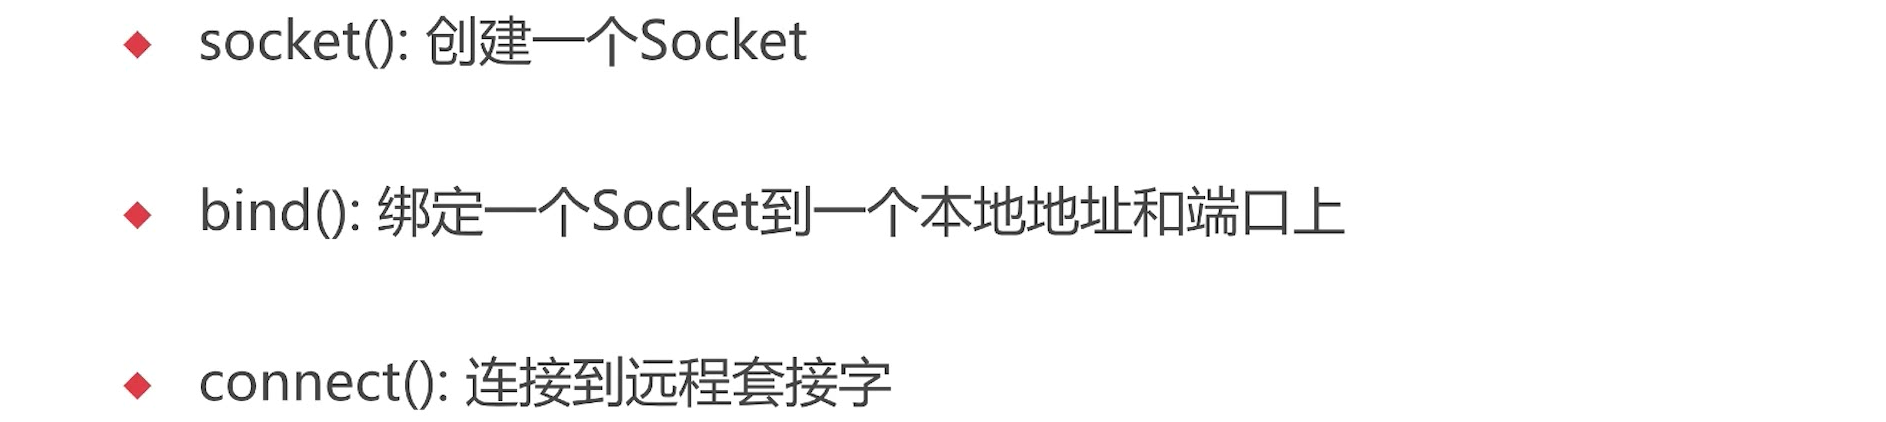 socket(): 创建一个Socket
bind(): 绑定一个Socket到一个本地地址和端口上
connect(): 连接到远程套接字